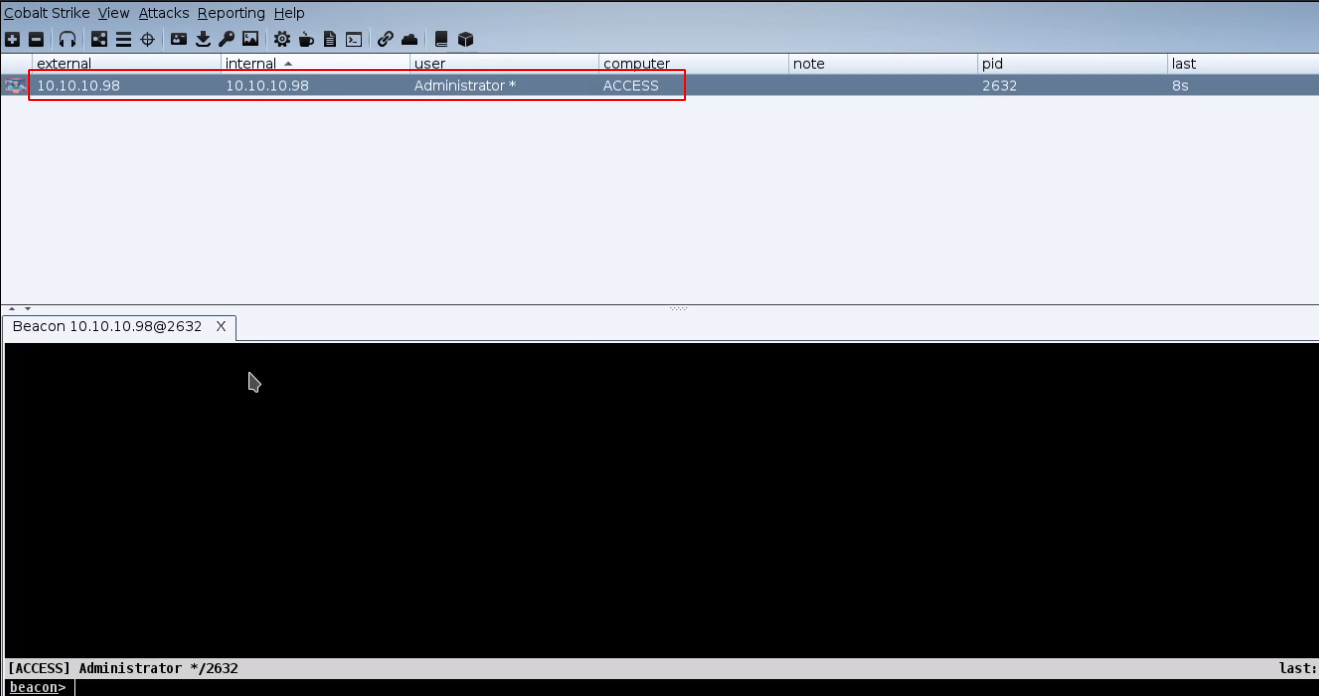 Cobalt Strike View Attacks Reporting Help
external internal user computer note pid last
10.10.10.98 10.10.10.98 Administrator * ACCESS 2632 8s
Beacon 10.10.10.98@2632 X
[ACCESS] Administrator */2632 last:
beacon>